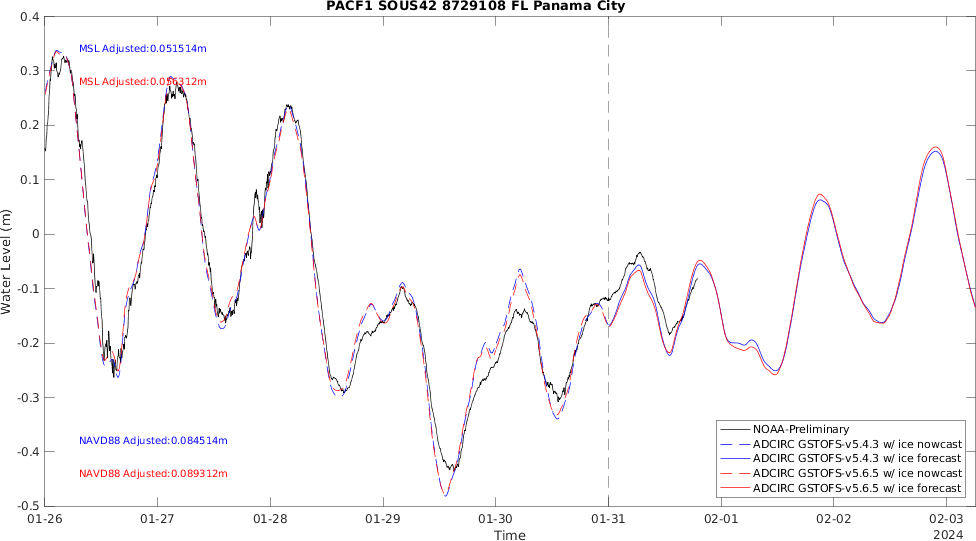 PACF1 SOUS42 8729108 FL Panama City
0.4
0.3
0.2
0.1
0
-0.1
-0.2
-0.3
-0.4
-0.5
Water Level (m)
MSL Adjusted:0.051514m
MSL Adjusted:0.056312m
NAVD88 Adjusted:0.084514m
NAVD88 Adjusted:0.089312m
NOAA-Preliminary
ADCIRC GSTOFS-v5.4.3 w/ ice nowcast
ADCIRC GSTOFS-v5.4.3 w/ ice forecast
ADCIRC GSTOFS-v5.6.5 w/ ice nowcast
ADCIRC GSTOFS-v5.6.5 w/ ice forecast
01-26 01-27 01-28 01-29 01-30 01-31 02-01 02-02 02-03
Time
2024